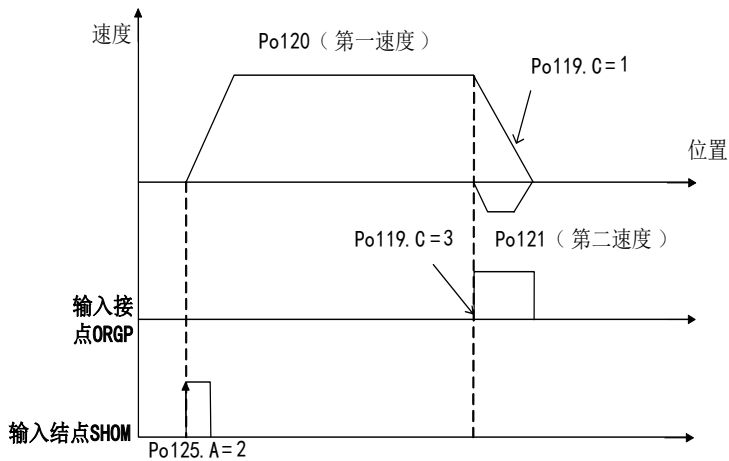 速度
Po120（第一速度）
Po119.C=1
位置
Po119.C=3
Po121（第二速度）
输入接
点ORGP
输入结点SHOM
Po125.A=2